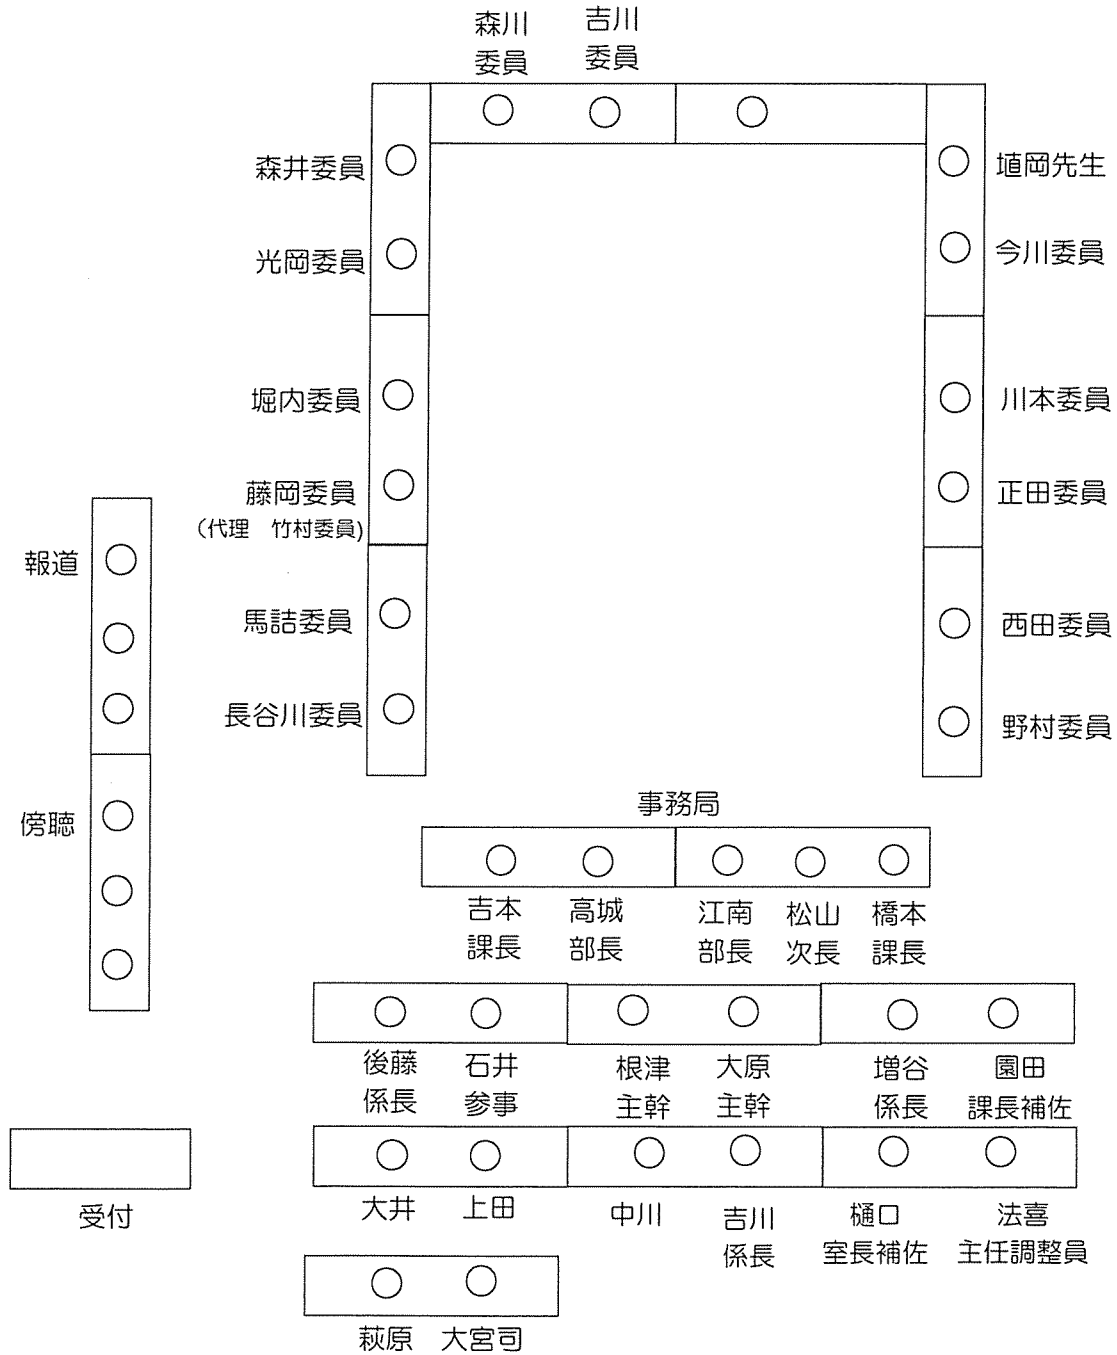 森川
委員
吉川
委員
森井委員
埴岡先生
光岡委員
今川委員
堀内委員
川本委員
藤岡委員
(代理　竹村委員)
正田委員
報道
馬詰委員
西田委員
長谷川委員
野村委員
傍聴
事務局
吉本
課長
高城
部長
江南
部長
松山
次長
橋本
課長
後藤
係長
石井
参事
根津
主幹
大原
主幹
増谷
係長
園田
課長補佐
受付
大井
上田
中川
吉川
係長
樋口
室長補佐
法喜
主任調整員
萩原
大宮司